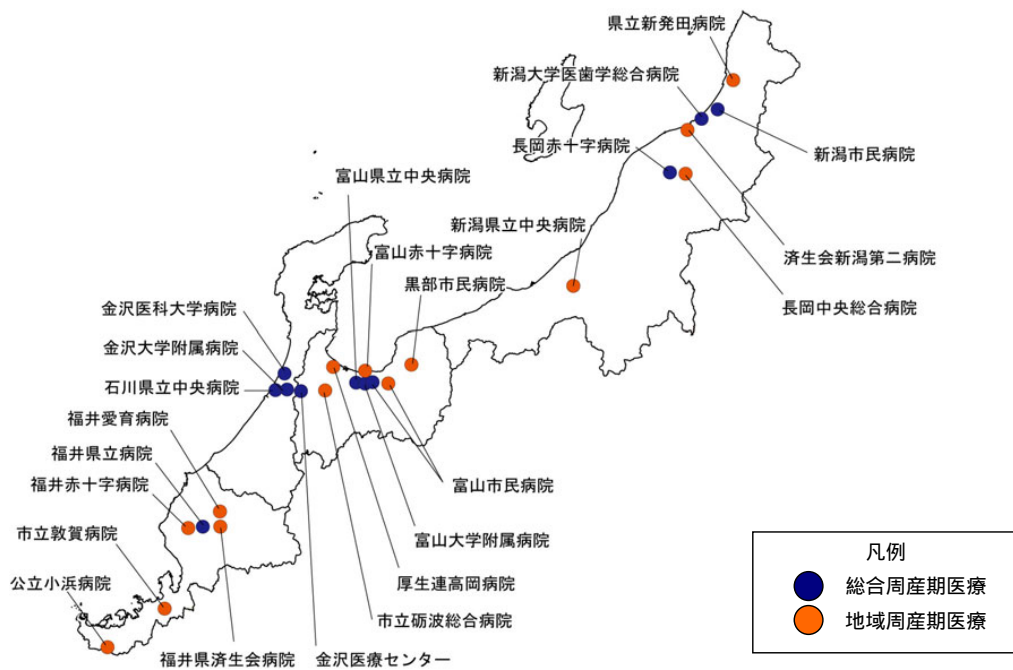 県立新発田病院
新潟大学医歯学総合病院
長岡赤十字病院
新潟市民病院
富山県立中央病院
新潟県立中央病院
富山赤十字病院
済生会新潟第二病院
黒部市民病院
長岡中央総合病院
金沢医科大学病院
金沢大学附属病院
石川県立中央病院
福井愛育病院
福井県立病院
福井赤十字病院
富山市民病院
市立敦賀病院
富山大学附属病院
公立小浜病院
厚生連高岡病院
市立砺波総合病院
福井県済生会病院
金沢医療センター
凡例
総合周産期医療
地域周産期医療